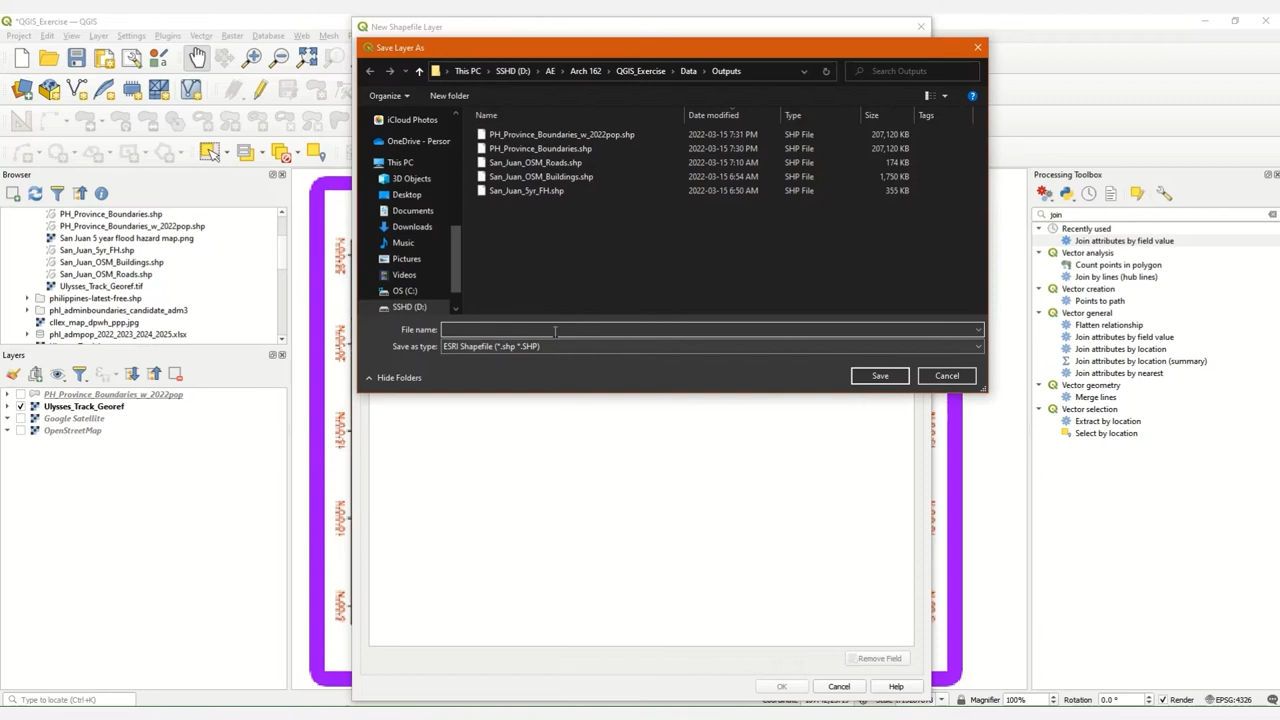 *QGIS_Exercise — QGIS
New Shapefile Layer
Project Edit View Layer Settings Plugins Vector Raster Database Web Mesh
Save Layer As
This PC > SSHD (D:) > AE > Arch 162 > QGIS_Exercise > Data > Outputs
Search Outputs
Organize
New folder
Name
Date modified
Type
Size
Tags
iCloud Photos
OneDrive - Person
This PC
3D Objects
Desktop
Documents
Downloads
Music
Pictures
Videos
OS (C:)
SSHD (D:)
PH_Province_Boundaries_w_2022pop.shp 2022-03-15 7:31 PM SHP File 207,120 KB
PH_Province_Boundaries.shp 2022-03-15 7:30 PM SHP File 207,120 KB
San_Juan_OSM_Roads.shp 2022-03-15 7:10 AM SHP File 174 KB
San_Juan_OSM_Buildings.shp 2022-03-15 6:54 AM SHP File 1,750 KB
San_Juan_5yr_FH.shp 2022-03-15 6:50 AM SHP File 355 KB
File name:
Save as type: ESRI Shapefile (*.shp *.SHP)
Hide Folders
Save
Cancel
Browser
PH_Province_Boundaries.shp
PH_Province_Boundaries_w_2022pop.shp
San Juan 5 year flood hazard map.png
San_Juan_5yr_FH.shp
San_Juan_OSM_Buildings.shp
San_Juan_OSM_Roads.shp
Ulysses_Track_Georef.tif
philippines-latest-free.shp
phl_adminboundaries_candidate_adm3
cllex_map_dpwh_ppp.jpg
phl_admpop_2022_2023_2024_2025.xlsx
Layers
PH_Province_Boundaries_w_2022pop
Ulysses_Track_Georef
Google Satellite
OpenStreetMap
Processing Toolbox
join
Recently used
Join attributes by field value
Vector analysis
Count points in polygon
Join by lines (hub lines)
Vector creation
Points to path
Vector general
Flatten relationship
Join attributes by field value
Join attributes by location
Join attributes by location (summary)
Join attributes by nearest
Vector geometry
Merge lines
Vector selection
Extract by location
Select by location
Remove Field
OK
Cancel
Help
Type to locate (Ctrl+K)
Magnifier 100%
Rotation 0.0 °
Render
EPSG:4326